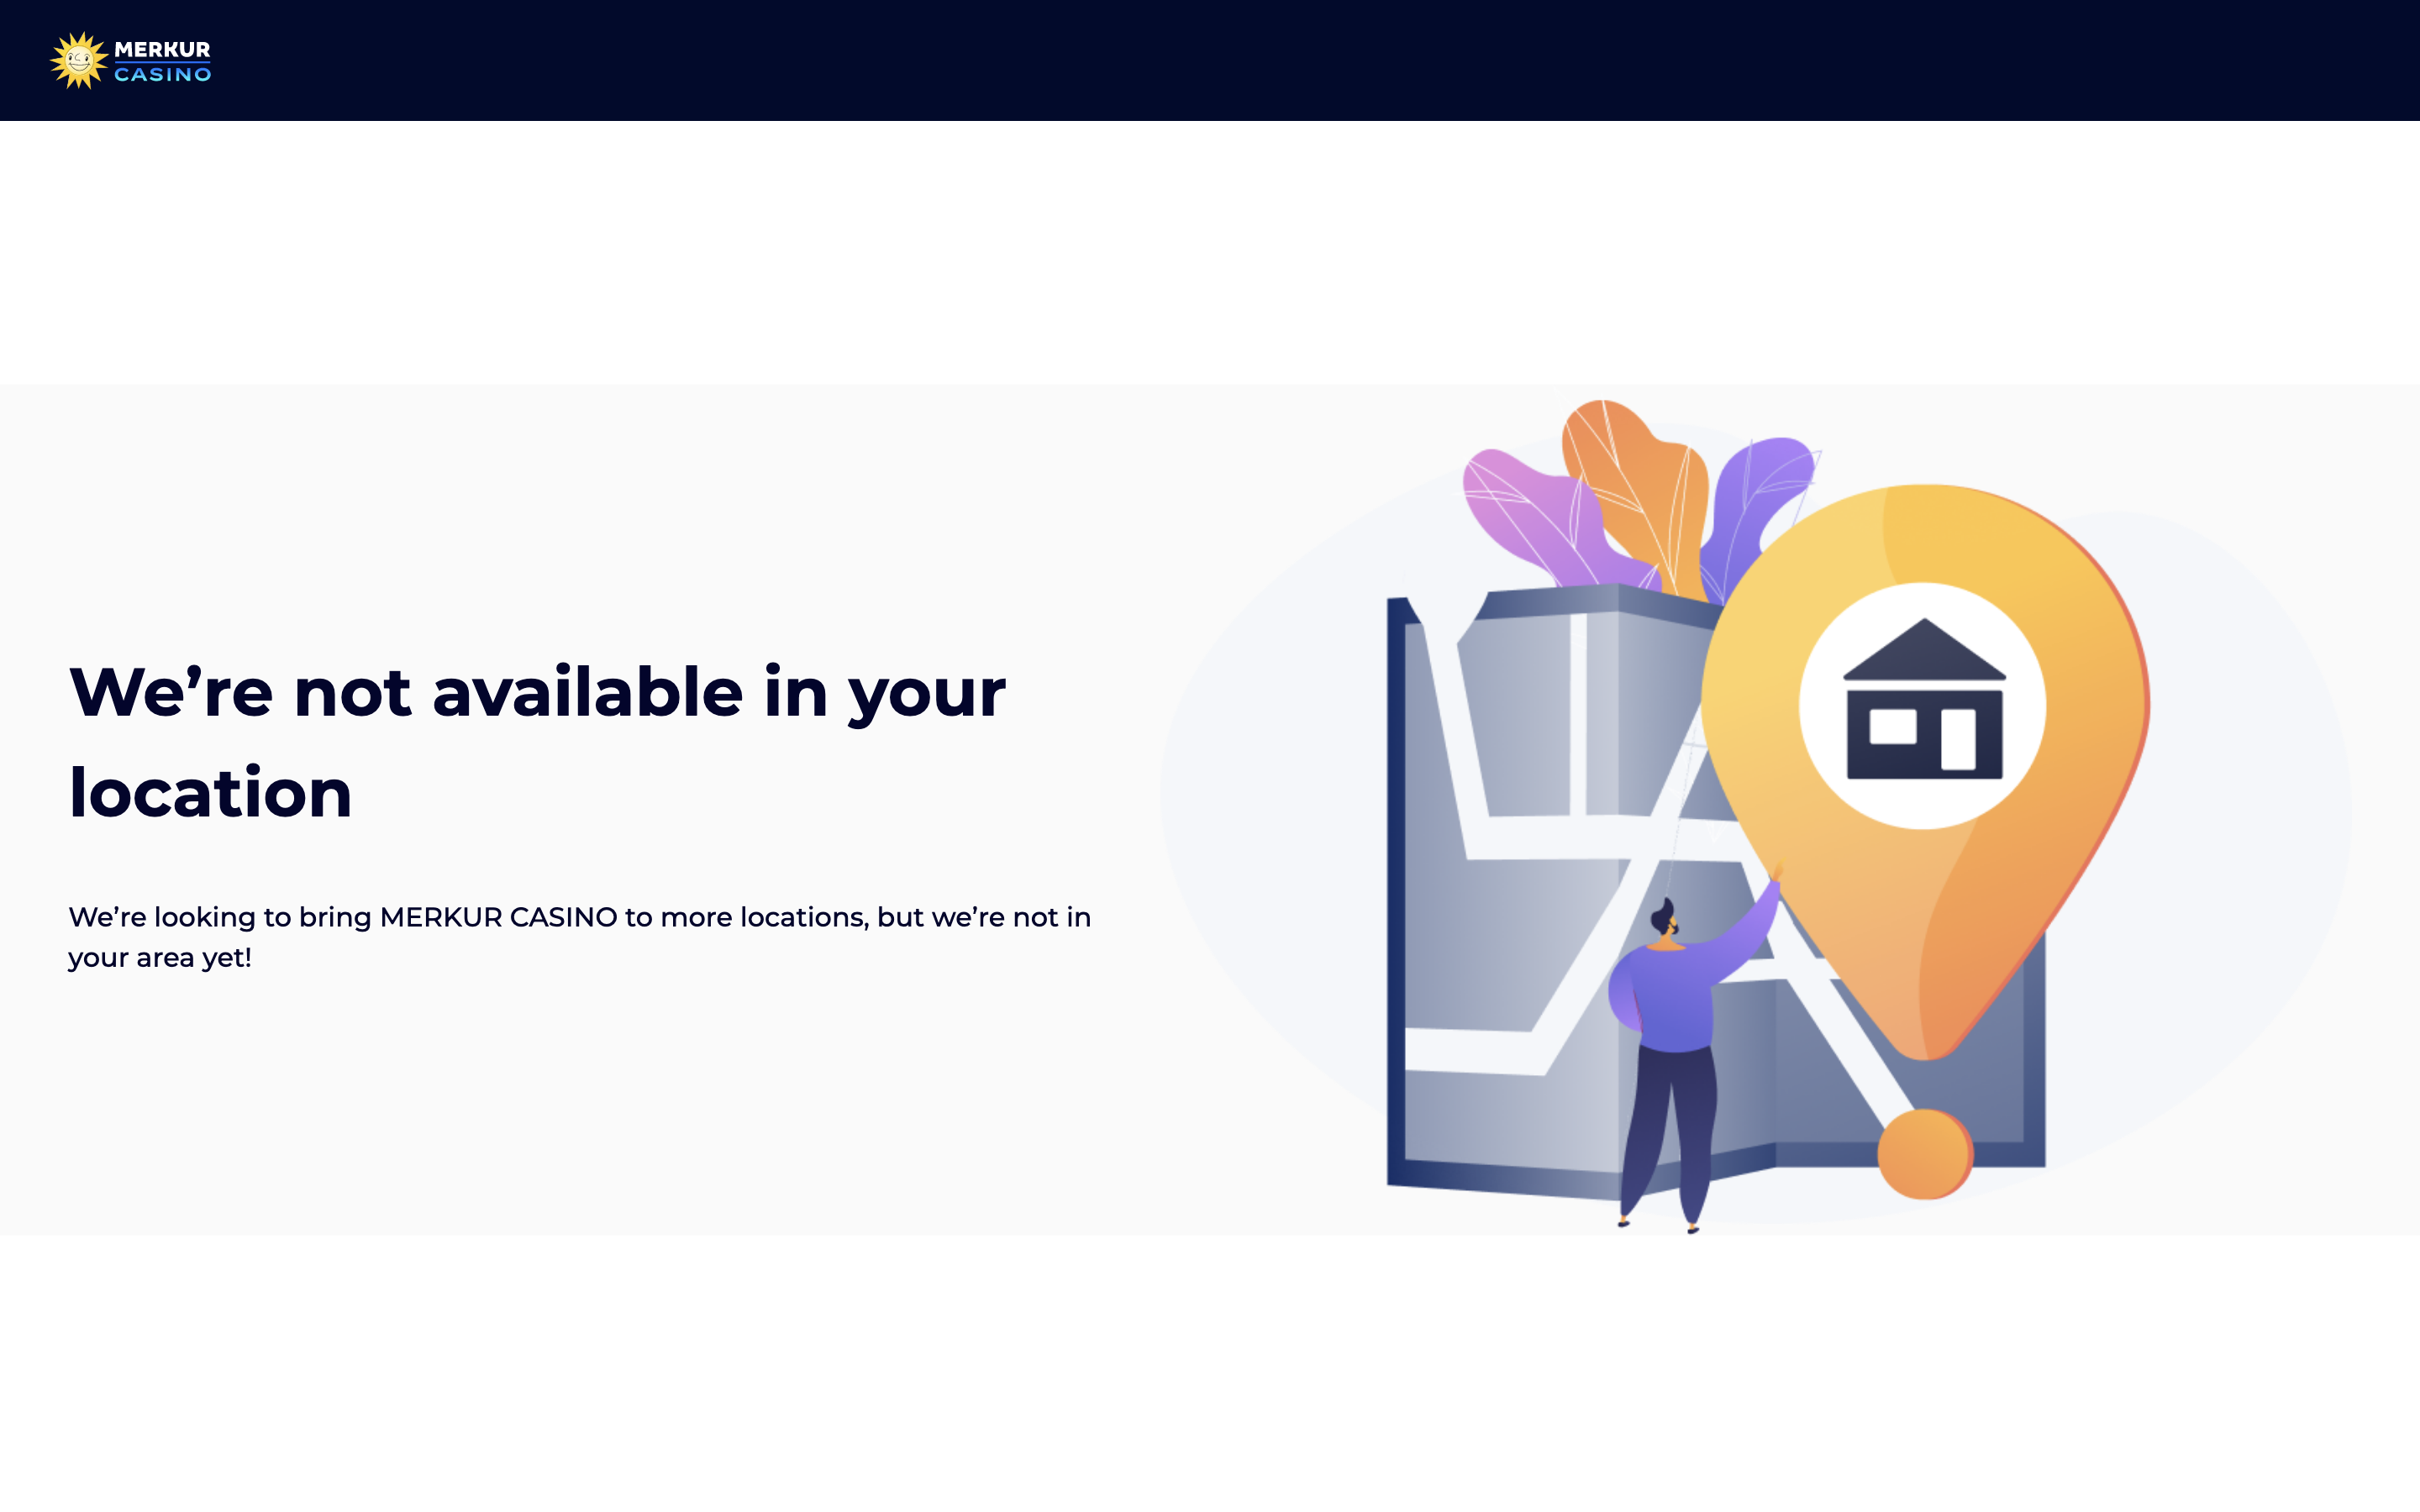 MERKUR
CASINO
We’re not available in your
location
We’re looking to bring MERKUR CASINO to more locations, but we’re not in
your area yet!